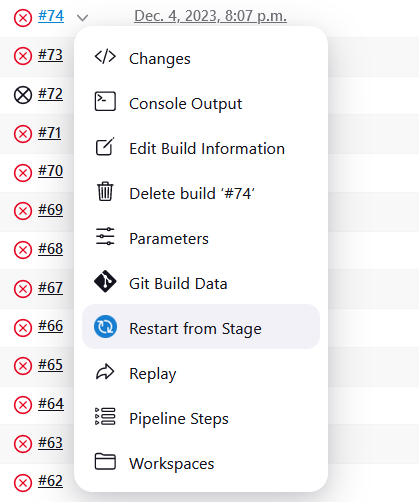 #74 Dec. 4, 2023, 8:07 p.m.
#73 Changes
#72 Console Output
#71 Edit Build Information
#70 Delete build ‘#74’
#69 Parameters
#68 Git Build Data
#67 Restart from Stage
#66 Replay
#65 Pipeline Steps
#64 Workspaces
#63
#62